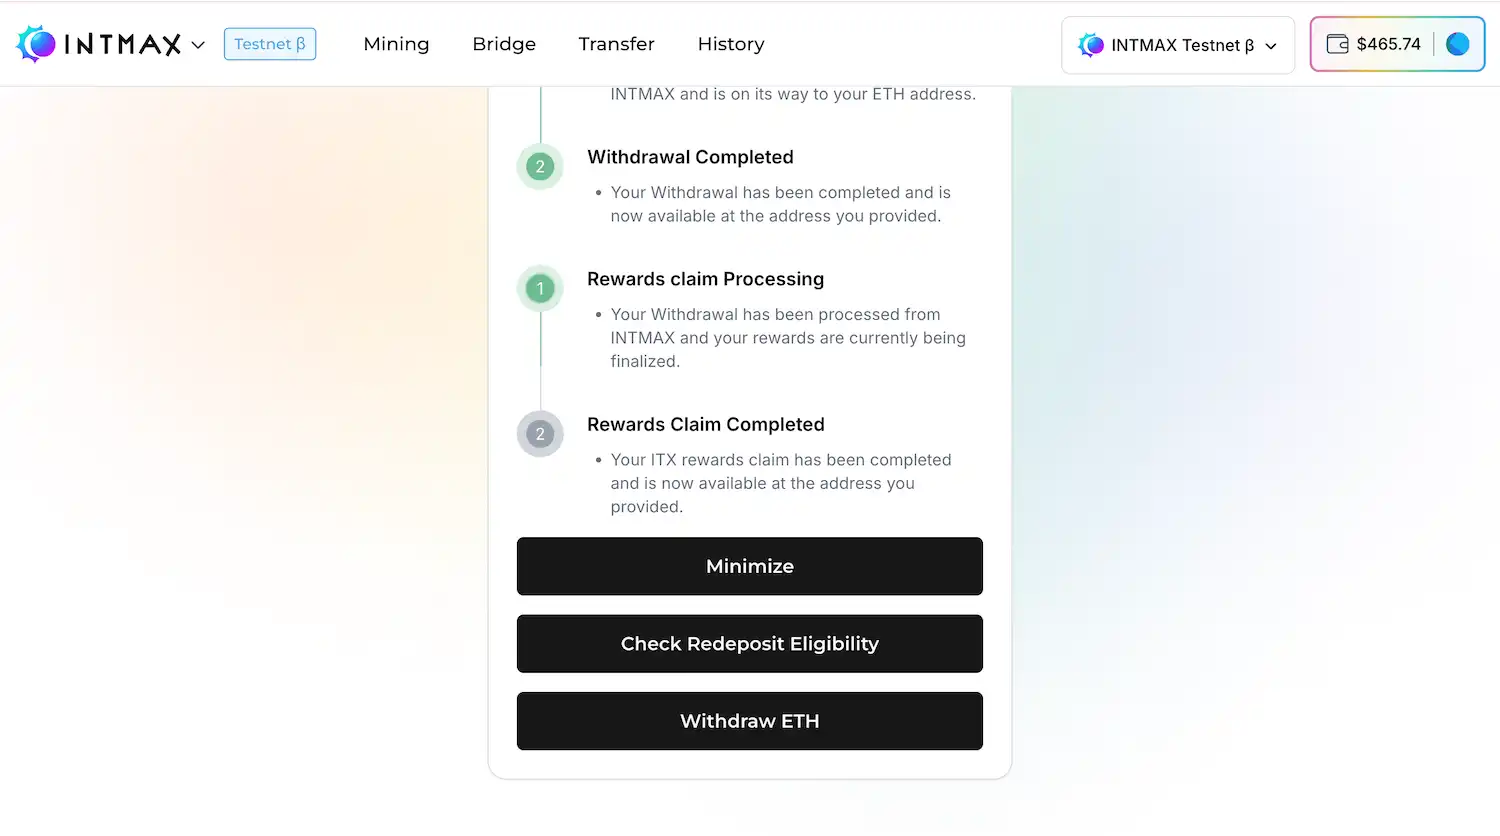 INTMAX
Testnet β
Mining
Bridge
Transfer
History
INTMAX Testnet β
$465.74
INTMAX and is on its way to your ETH address.
2
Withdrawal Completed
• Your Withdrawal has been completed and is
now available at the address you provided.
1
Rewards claim Processing
• Your Withdrawal has been processed from
INTMAX and your rewards are currently being
finalized.
2
Rewards Claim Completed
• Your ITX rewards claim has been completed
and is now available at the address you
provided.
Minimize
Check Redeposit Eligibility
Withdraw ETH